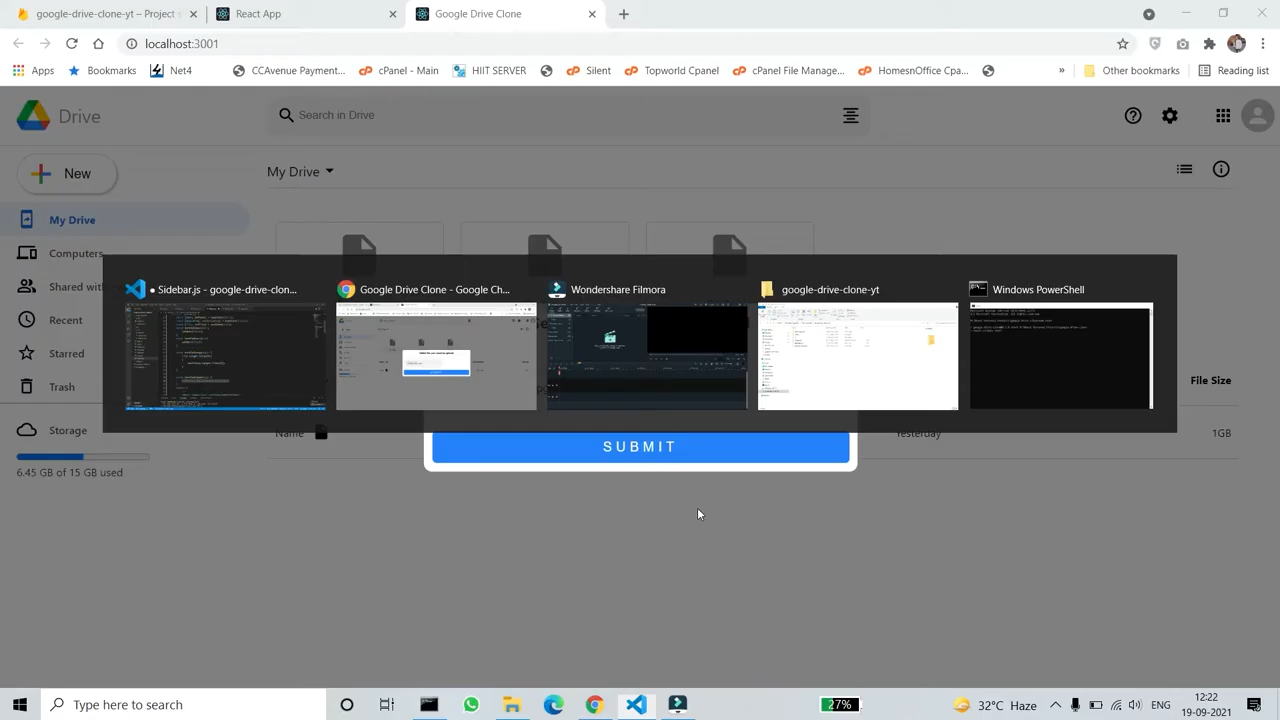 google-drive-clone-yt –
React App
Google Drive Clone
localhost:3001
Apps
Bookmarks
Net4
CCAvenue Payment...
cPanel - Main
HIIT SERVER
Silent
Topworld Cpanel
cPanel File Manage...
HomesnOffice Cpa...
»
Other bookmarks
Reading list
Drive
Search in Drive
New
My Drive
My Drive
Computers
Shared wit
Starred
Trash
Storage
6.45 GB of 15 GB used
Sidebar.js - google-drive-clon...
Google Drive Clone - Google Ch...
Wondershare
google-drive-clone-yt
Windows PowerShell
File Size
Name
Yesterday
1GB
SUBMIT
Type here to search
27%
32°C Haze
ENG
12:22
19-09-2021